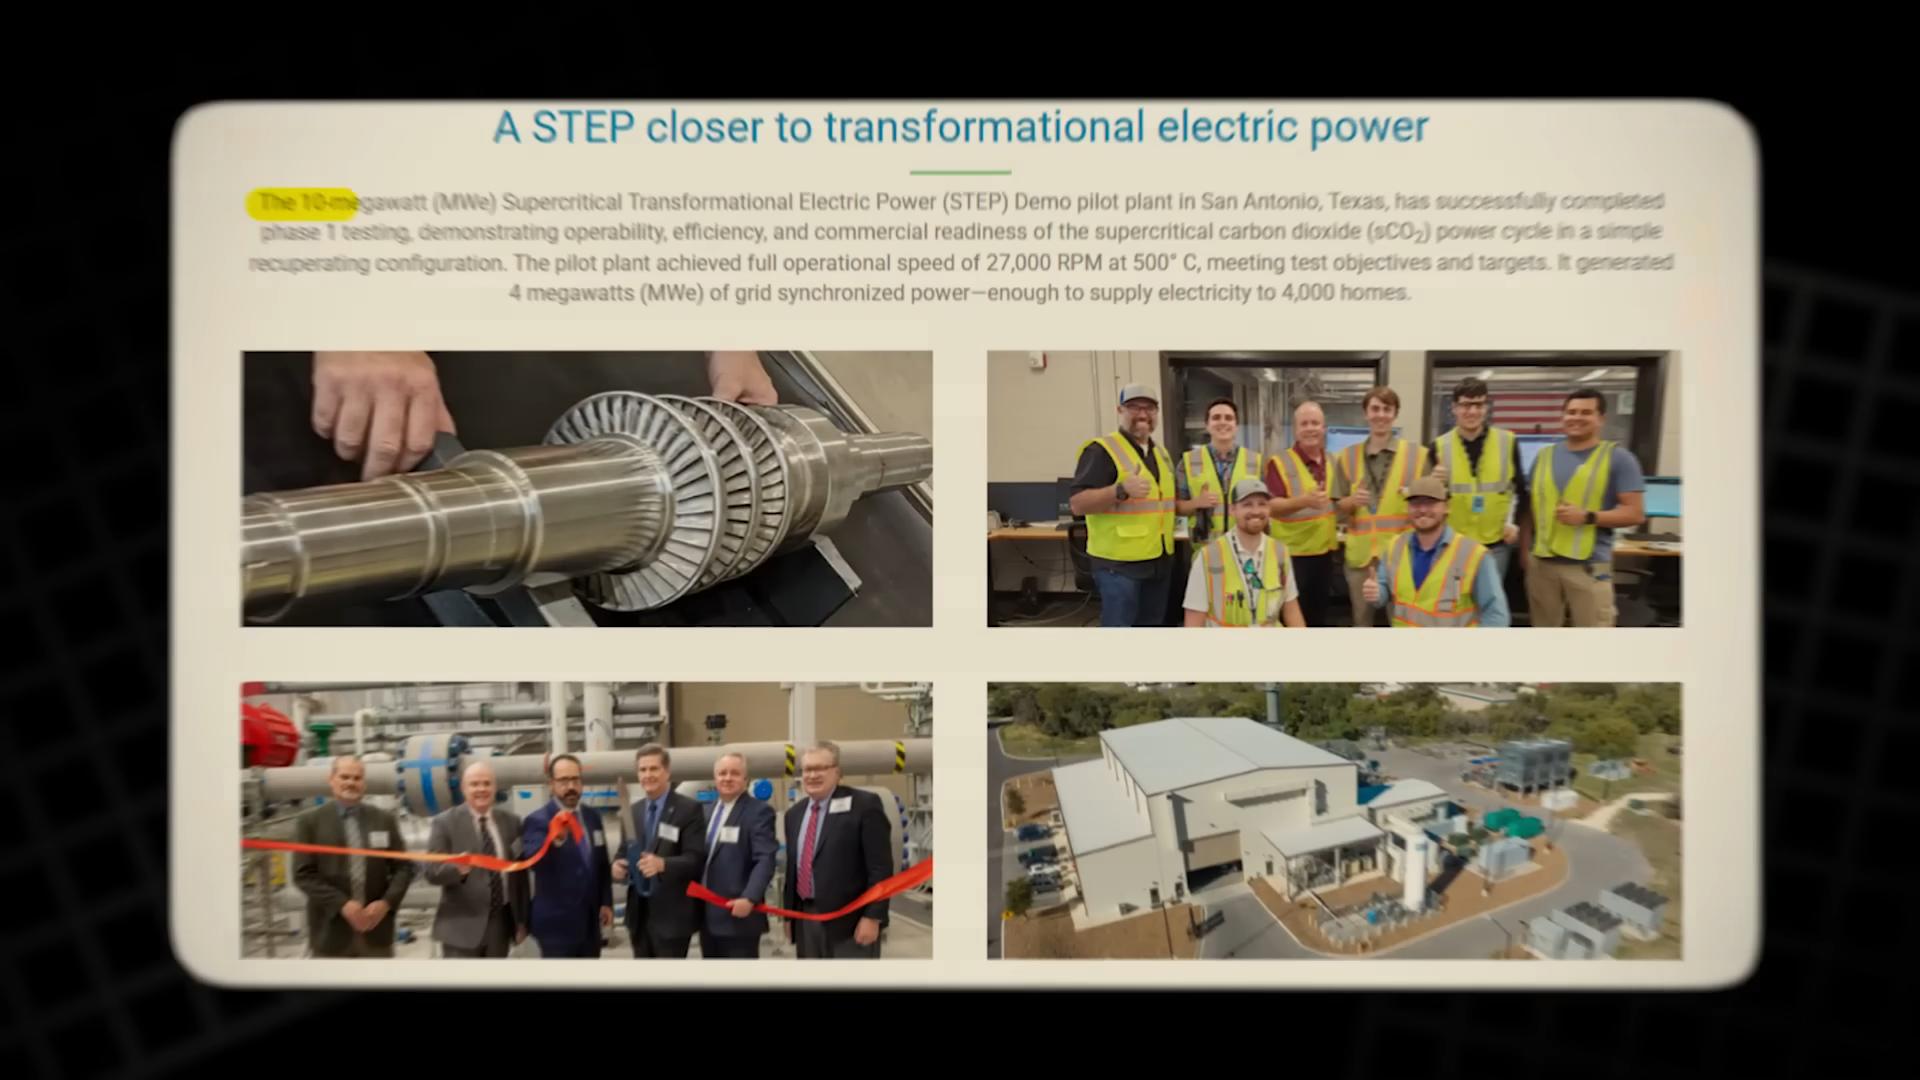 A STEP closer to transformational electric power
The 10-megawatt (MWe) Supercritical Transformational Electric Power (STEP) Demo pilot plant in San Antonio, Texas, has successfully completed
phase 1 testing, demonstrating operability, efficiency, and commercial readiness of the supercritical carbon dioxide (sCO₂) power cycle in a simple
recuperating configuration. The pilot plant achieved full operational speed of 27,000 RPM at 500° C, meeting test objectives and targets. It generated
4 megawatts (MWe) of grid synchronized power—enough to supply electricity to 4,000 homes.